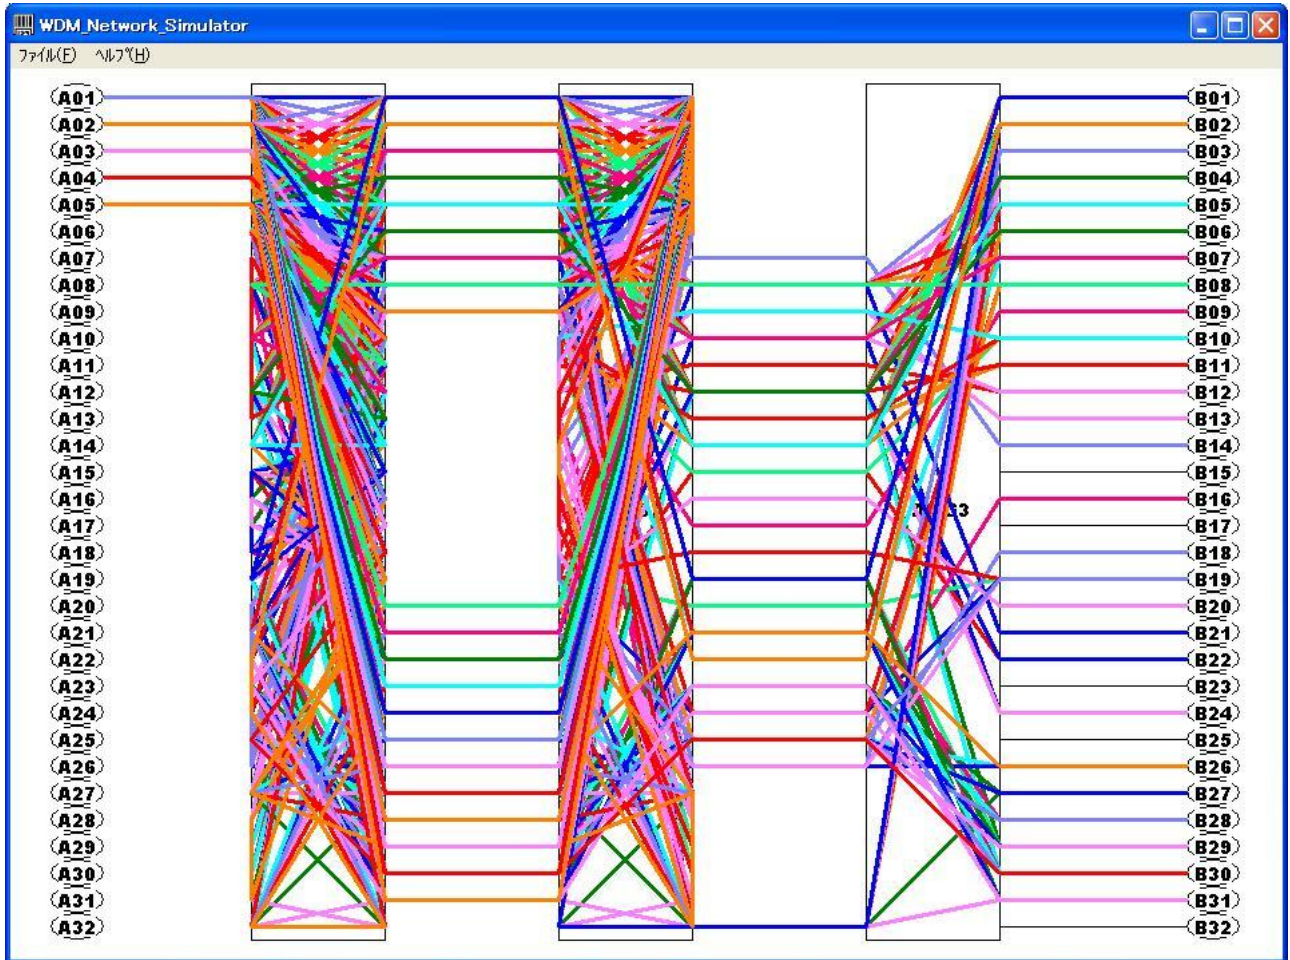 WDM_Network_Simulator
ファイル(F) ヘルプ(H)
A01 B01
A02 B02
A03 B03
A04 B04
A05 B05
A06 B06
A07 B07
A08 B08
A09 B09
A10 B10
A11 B11
A12 B12
A13 B13
A14 B14
A15 B15
A16 B16
A17 B17
A18 B18
A19 B19
A20 B20
A21 B21
A22 B22
A23 B23
A24 B24
A25 B25
A26 B26
A27 B27
A28 B28
A29 B29
A30 B30
A31 B31
A32 B32